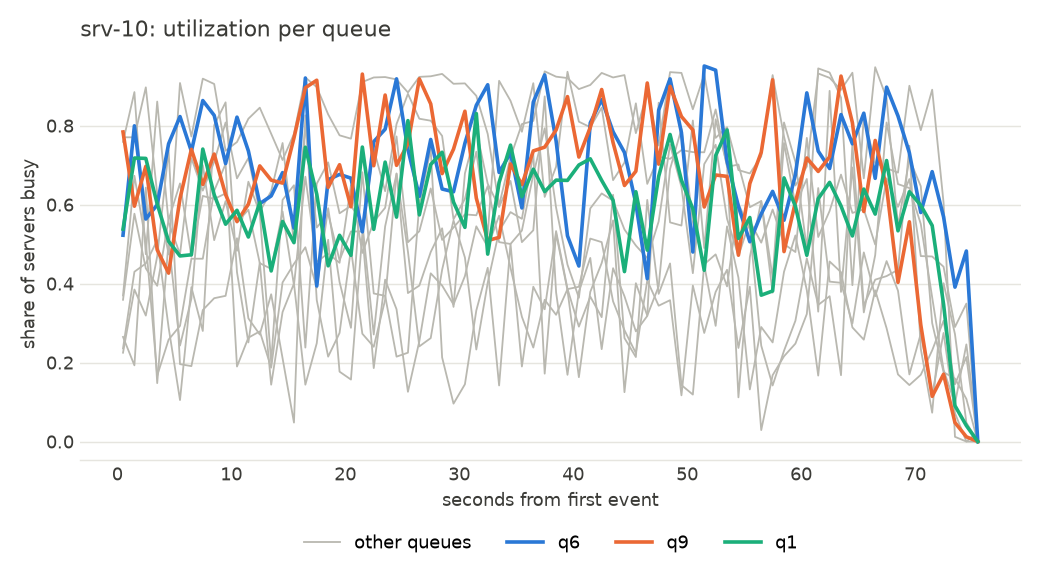 srv-10: utilization per queue
share of servers busy
0.8
0.6
0.4
0.2
0.0
0 10 20 30 40 50 60 70
seconds from first event
other queues q6 q9 q1